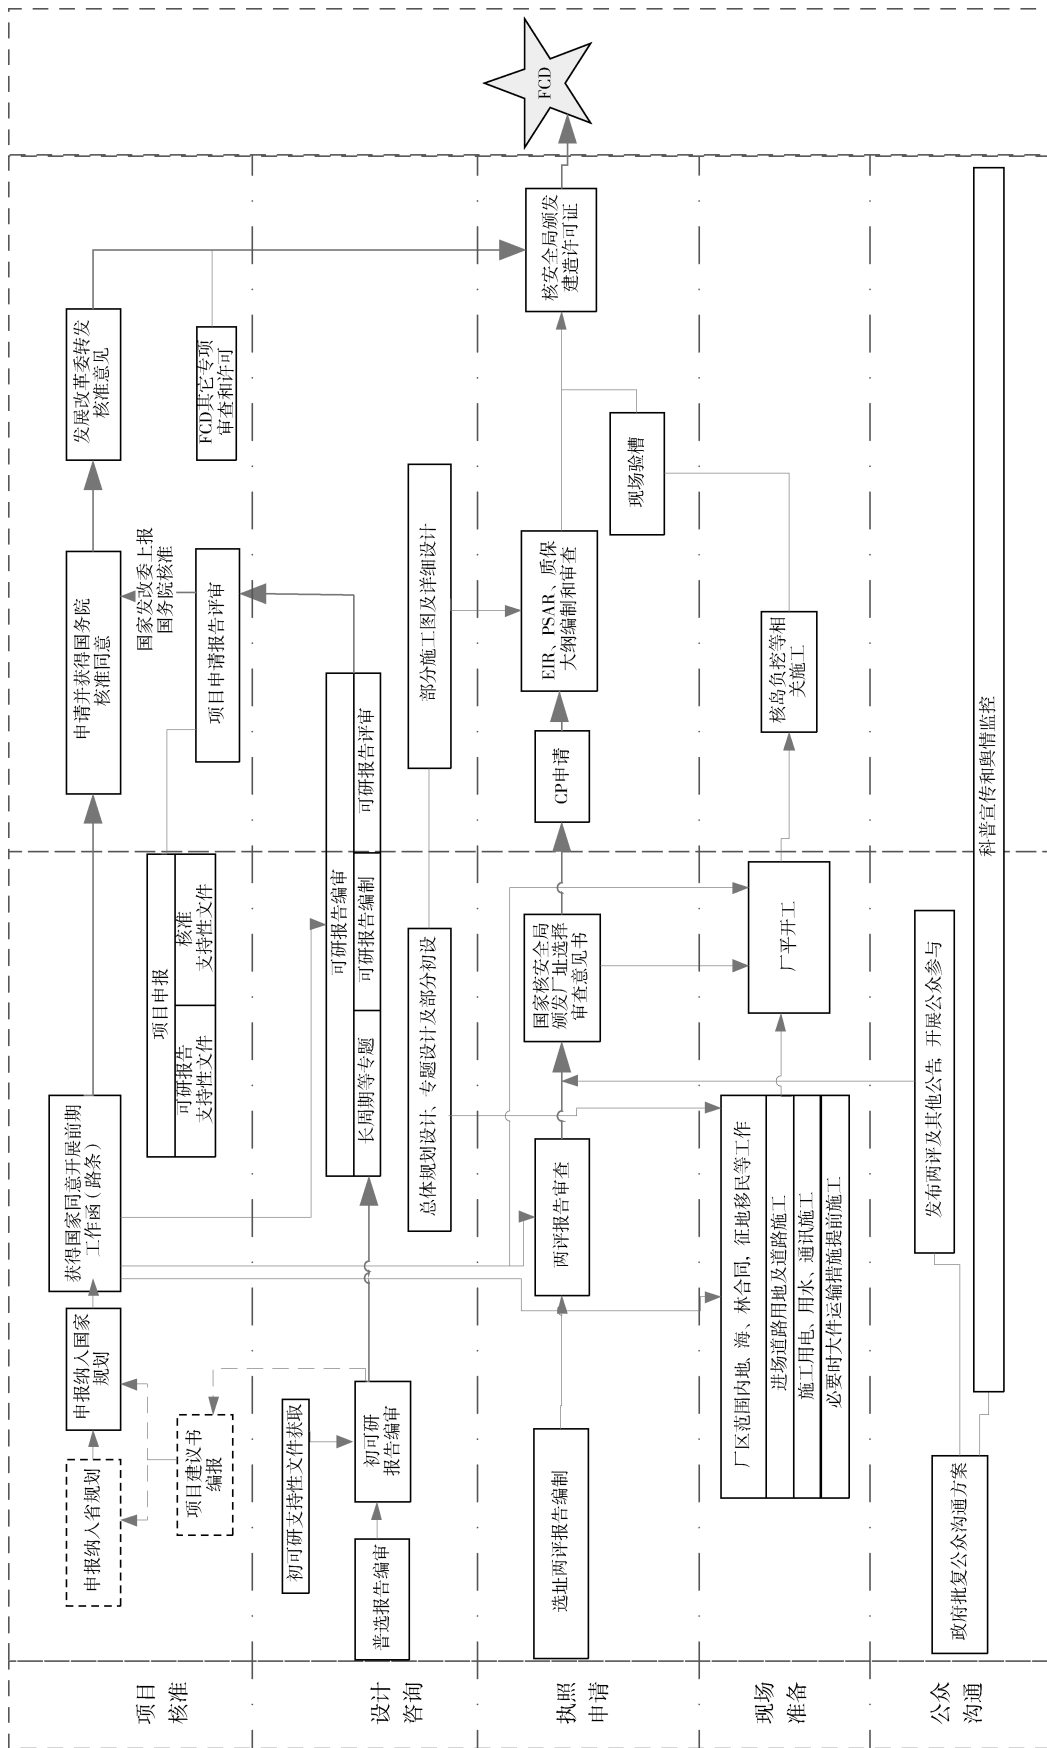 项目
核准
申报纳入省规划
申报纳入国家
规划
项目建议书
编报
获得国家同意开展前期
工作函（路条）
项目申报
可研报告
支持性文件
核准
支持性文件
申请并获得国务院
核准同意
国家发改委上报
国务院核准
项目申请报告评审
发展改革委转发
核准意见
FCD其它专项
审查和许可
设计
咨询
普选报告编审
初可研支持性文件获取
初可研
报告编审
可研报告编审
长周期等专题
可研报告编制
可研报告评审
总体规划设计、专题设计及部分初设
部分施工图及详细设计
执照
申请
选址两评报告编制
两评报告审查
国家核安全局
颁发厂址选择
审查意见书
CP申请
EIR、PSAR、质保
大纲编制和审查
现场验槽
核安全局颁发
建造许可证
FCD
现场
准备
厂区范围内地、海、林合同，征地移民等工作
进场道路用地及道路施工
施工用电、用水、通讯施工
必要时大件运输措施提前施工
厂平开工
核岛负挖等相
关施工
公众
沟通
政府批复公众沟通方案
发布两评及其他公告，开展公众参与
科普宣传和舆情监控